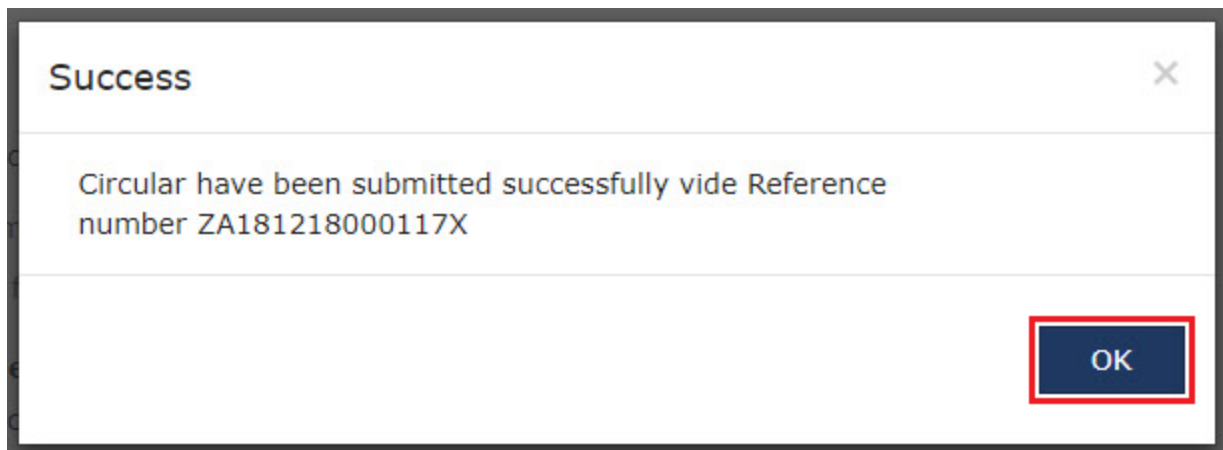 Success
Circular have been submitted successfully vide Reference
number ZA181218000117X
OK